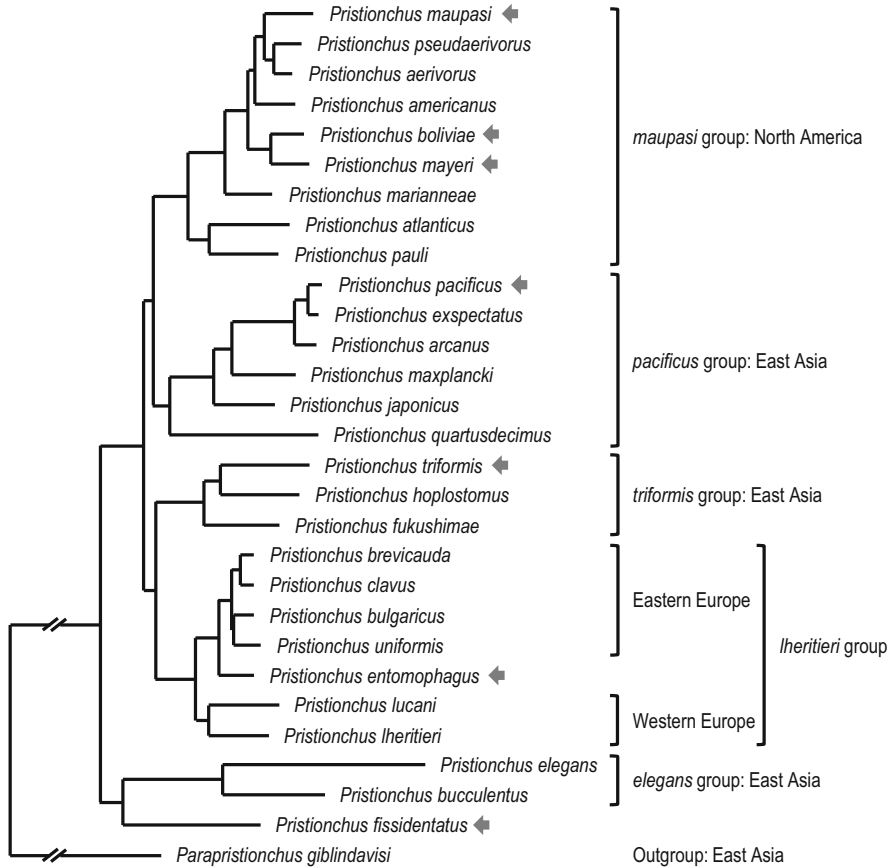 Pristionchus maupasi
Pristionchus pseudaerivorus
Pristionchus aerivorus
Pristionchus americanus
Pristionchus boliviae
Pristionchus mayeri
Pristionchus marianneae
Pristionchus atlanticus
Pristionchus pauli
maupasi group: North America
Pristionchus pacificus
Pristionchus exspectatus
Pristionchus arcanus
Pristionchus maxplancki
Pristionchus japonicus
Pristionchus quartusdecimus
pacificus group: East Asia
Pristionchus triformis
Pristionchus hoplostomus
Pristionchus fukushimae
triformis group: East Asia
Pristionchus brevicauda
Pristionchus clavus
Pristionchus bulgaricus
Pristionchus uniformis
Eastern Europe
Pristionchus entomophagus
Pristionchus lucani
Pristionchus lheritieri
Western Europe
lheritieri group
Pristionchus elegans
Pristionchus bucculentus
elegans group: East Asia
Pristionchus fissidentatus
Parapristionchus giblindavisi
Outgroup: East Asia